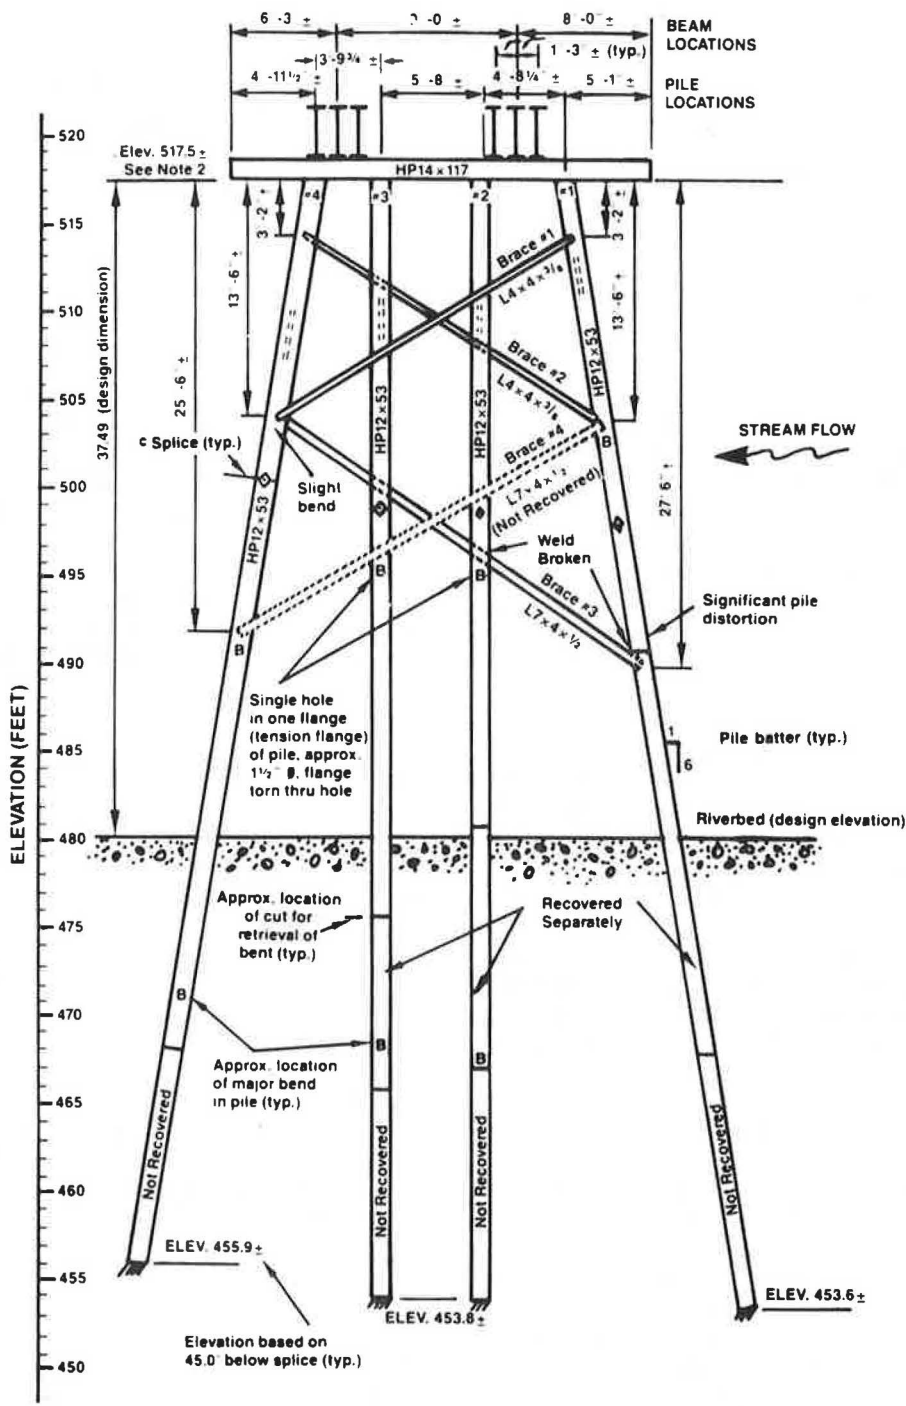 6 -3 ±
-0 ±
8 -0 ±
BEAM
LOCATIONS
1 -3 ± (typ.)
3 -9 3/4 ±
4 -11 1/2 ±
5 -8 ±
4 -8 1/4 ±
5 -1 ±
PILE
LOCATIONS
520
Elev. 517.5 ±
See Note 2
HP14 × 117
#4
#3
#2
#1
515
3 -2 ±
3 -2 ±
Brace #1
L4×4×3/8
510
13 -6 ±
13 -6 ±
HP12×53
Brace #2
L4×4×3/8
37.49 (design dimension)
25 -6 ±
505
HP12×53
HP12×53
B
STREAM FLOW
Brace #4
L7×4×1/2
(Not Recovered)
27 6 ±
c Splice (typ.)
500
Slight
bend
HP12×53
Weld
Broken
495
B
B
Brace #3
L7×4×1/2
Significant pile
distortion
B
490
ELEVATION (FEET)
Single hole
in one flange
(tension flange)
of pile, approx.
1 1/2 ø, flange
torn thru hole
485
1
6
Pile batter (typ.)
Riverbed (design elevation)
480
Approx. location
of cut for
retrieval of
bent (typ.)
Recovered
Separately
475
B
470
B
B
Approx. location
of major bend
in pile (typ.)
465
Not Recovered
Not Recovered
Not Recovered
Not Recovered
460
ELEV. 455.9 ±
455
ELEV. 453.8 ±
ELEV. 453.6 ±
Elevation based on
45.0 below splice (typ.)
450